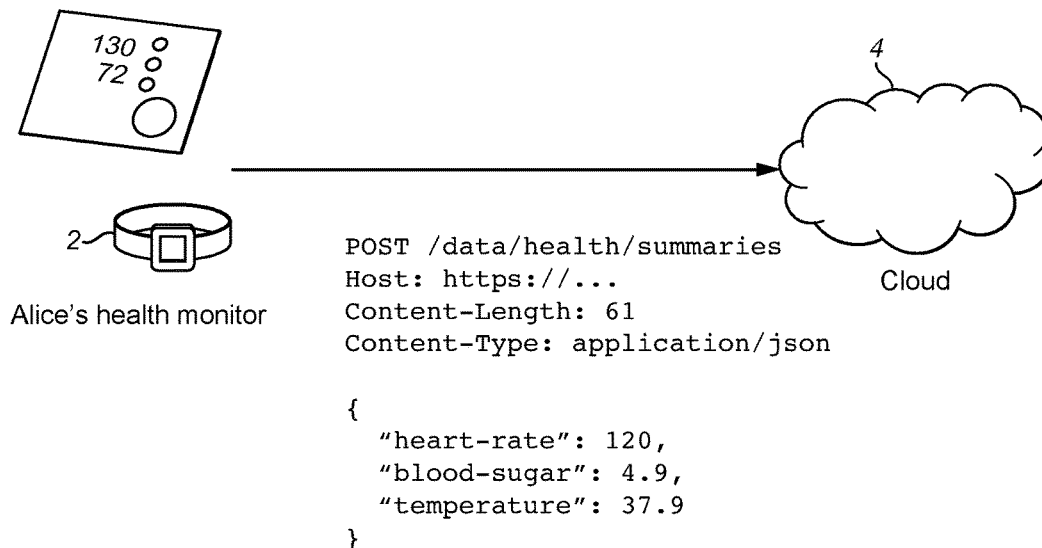 130
72
4
2
Alice's health monitor
Cloud
POST /data/health/summaries
Host: https://...
Content-Length: 61
Content-Type: application/json
{
“heart-rate”: 120,
“blood-sugar”: 4.9,
“temperature”: 37.9
}